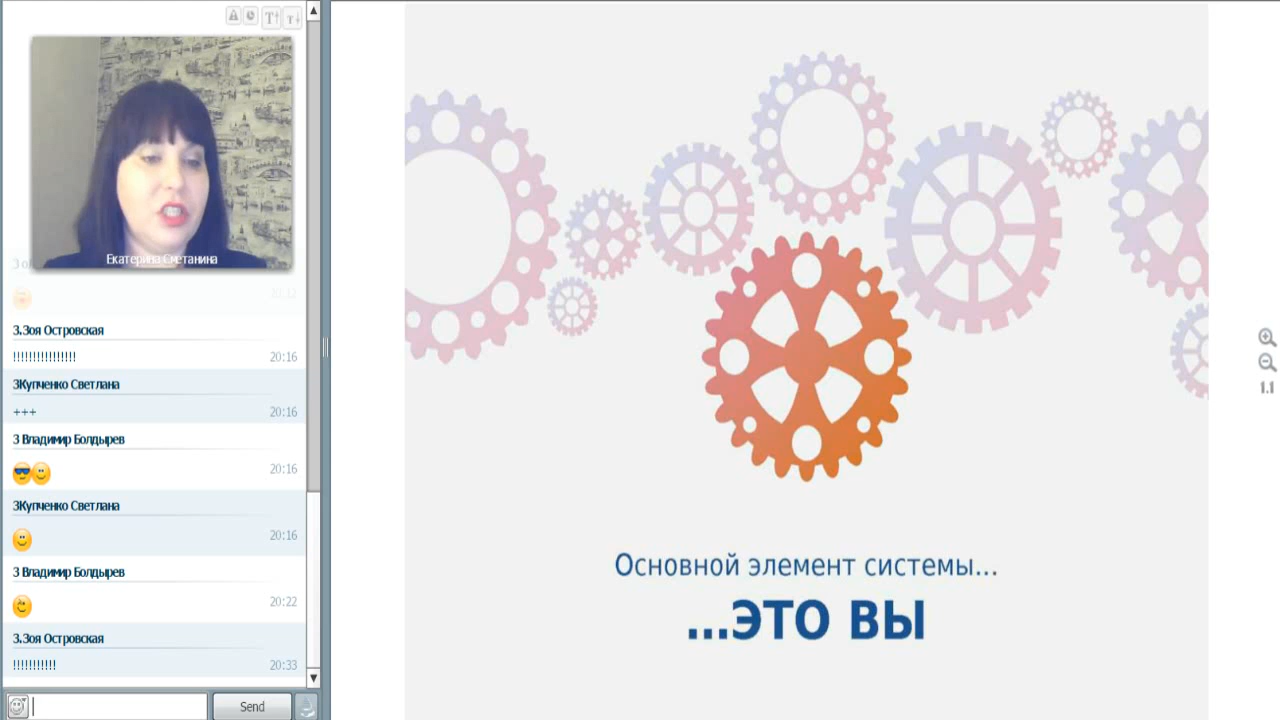 Екатерина Сметанина
3.Зоя Островская
!!!!!!!!!!!!!!!!
20:16
3Купченко Светлана
+++
20:16
3 Владимир Болдырев
20:16
3Купченко Светлана
20:16
3 Владимир Болдырев
20:22
3.Зоя Островская
!!!!!!!!!!!
20:33
Send
Основной элемент системы...
...ЭТО ВЫ
1.1